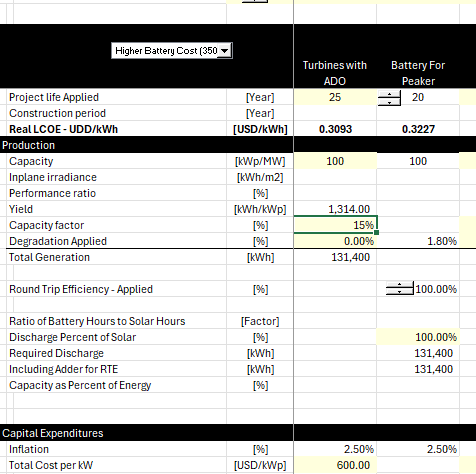 Higher Battery Cost (350
Turbines with ADO Battery For Peaker
Project life Applied [Year] 25 20
Construction period [Year]
Real LCOE - UDD/kWh [USD/kWh] 0.3093 0.3227
Production
Capacity [kWp/MW] 100 100
Inplane irradiance [kWh/m2]
Performance ratio [%]
Yield [kWh/kWp] 1,314.00
Capacity factor [%] 15%
Degradation Applied [%] 0.00% 1.80%
Total Generation [kWh] 131,400
Round Trip Efficiency - Applied [%] 100.00%
Ratio of Battery Hours to Solar Hours [Factor]
Discharge Percent of Solar [%] 100.00%
Required Discharge [kWh] 131,400
Including Adder for RTE [kWh] 131,400
Capacity as Percent of Energy [%]
Capital Expenditures
Inflation [%] 2.50% 2.50%
Total Cost per kW [USD/kWp] 600.00